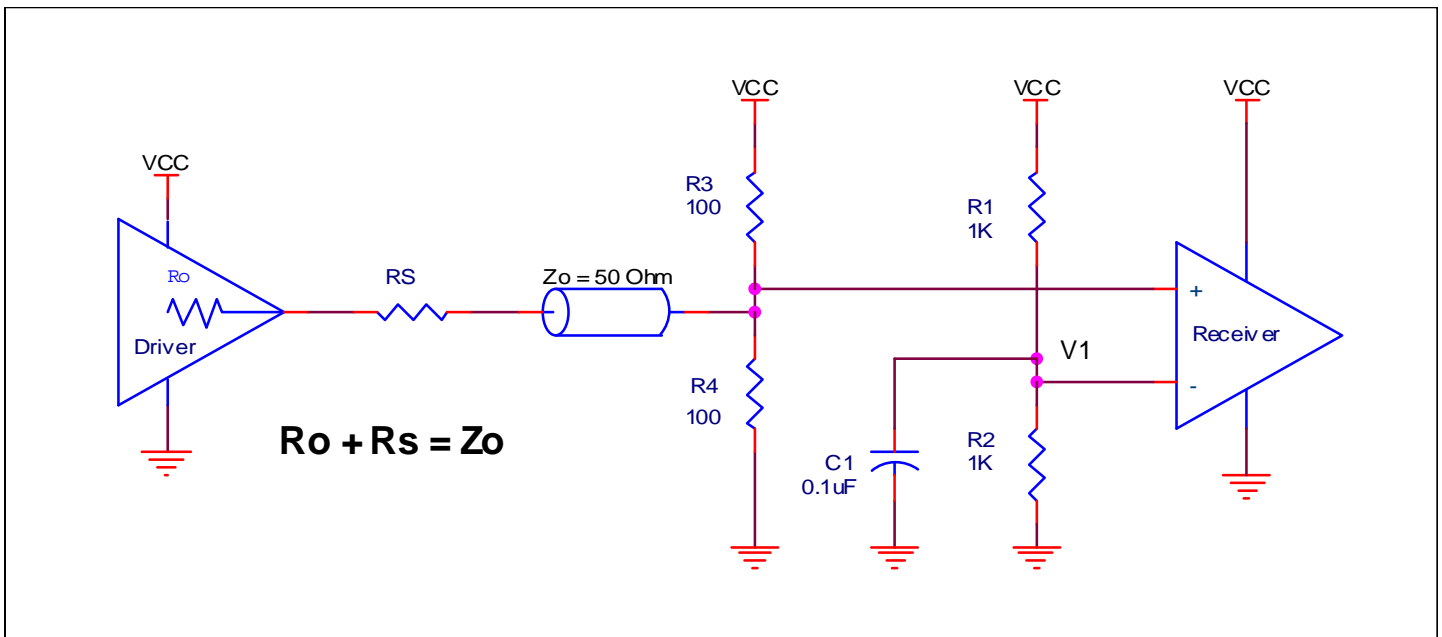 VCC
VCC
VCC
VCC
R3
100
R1
1K
Ro
RS
Zo = 50 Ohm
+
Driver
Receiver
V1
-
R4
100
Ro + Rs = Zo
C1
0.1uF
R2
1K